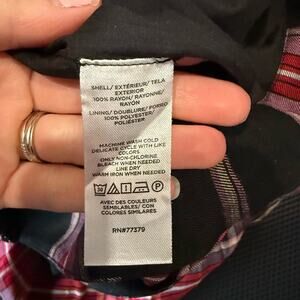 SHELL/ EXTÉRIEUR/ TELA
EXTERIOR
100% RAYON/ RAYONNE/
RAYÓN
LINING/ DOUBLURE/ FORRO
100% POLYESTER/
POLIÉSTER
MACHINE WASH COLD
DELICATE CYCLE WITH LIKE
COLORS
ONLY NON-CHLORINE
BLEACH WHEN NEEDED
LINE DRY
WARM IRON WHEN NEEDED
AVEC DES COULEURS
SEMBLABLES/ CON
COLORES SIMILARES
RN#77379